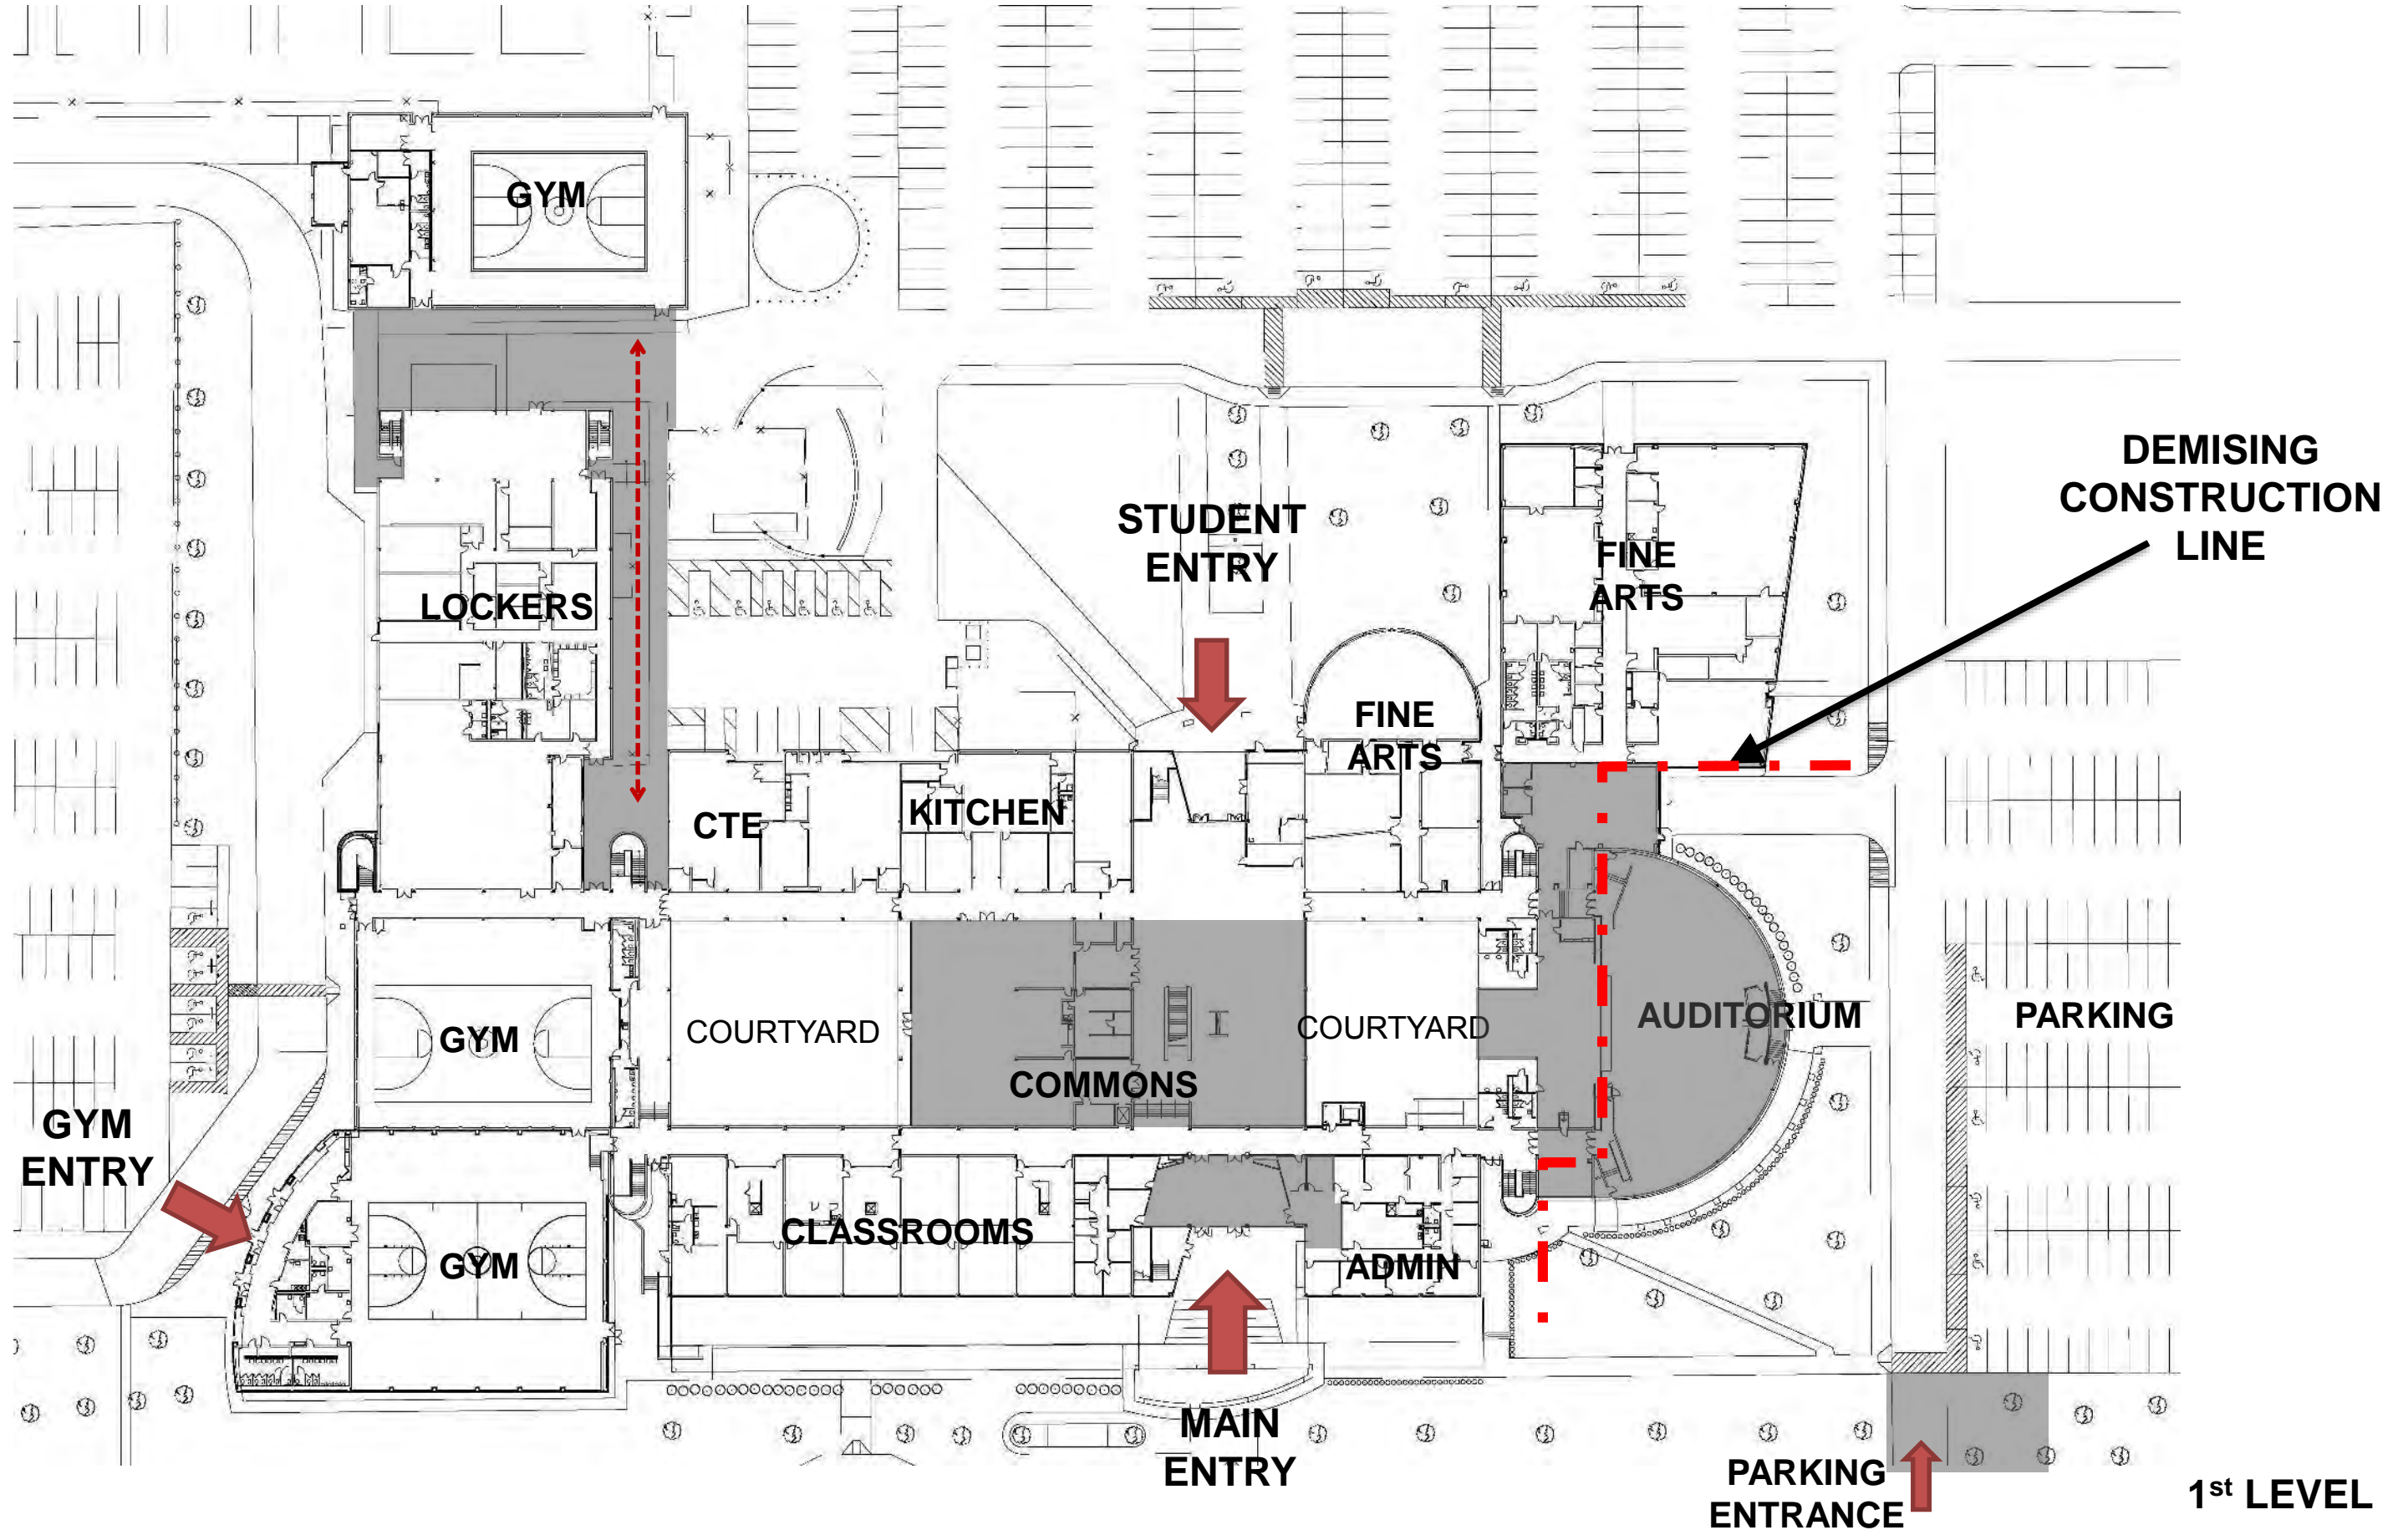 GYM
DEMISING
CONSTRUCTION
LINE
STUDENT
ENTRY
FINE
ARTS
LOCKERS
FINE
ARTS
CTE
KITCHEN
COURTYARD
COURTYARD
AUDITORIUM
PARKING
GYM
COMMONS
GYM
ENTRY
CLASSROOMS
GYM
ADMIN
MAIN
ENTRY
PARKING
ENTRANCE
1st LEVEL